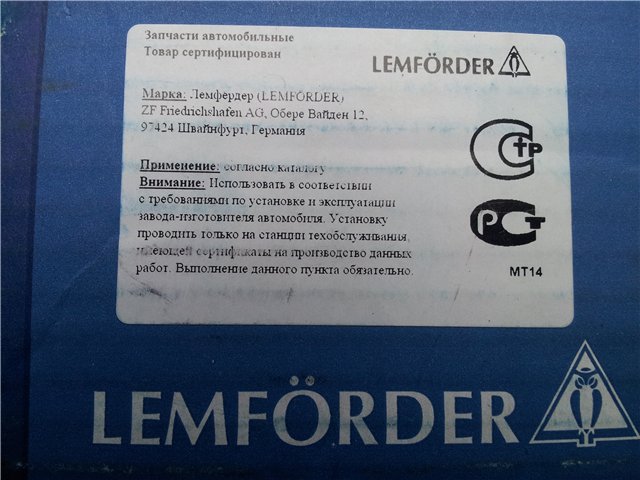 Запчасти автомобильные
Товар сертифицирован
LEMFÖRDER
Марка: Лемфердер (LEMFÖRDER)
ZF Friedrichshafen AG, Обере Вайден 12,
97424 Швайнфурт, Германия
Применение: согласно каталогу
Внимание: Использовать в соответствии
с требованиями по установке и эксплуатации
завода-изготовителя автомобиля. Установку
проводить только на станции техобслуживания,
имеющей сертификаты на производство данных
работ. Выполнение данного пункта обязательно.
Стр
РСт
МТ14
LEMFÖRDER